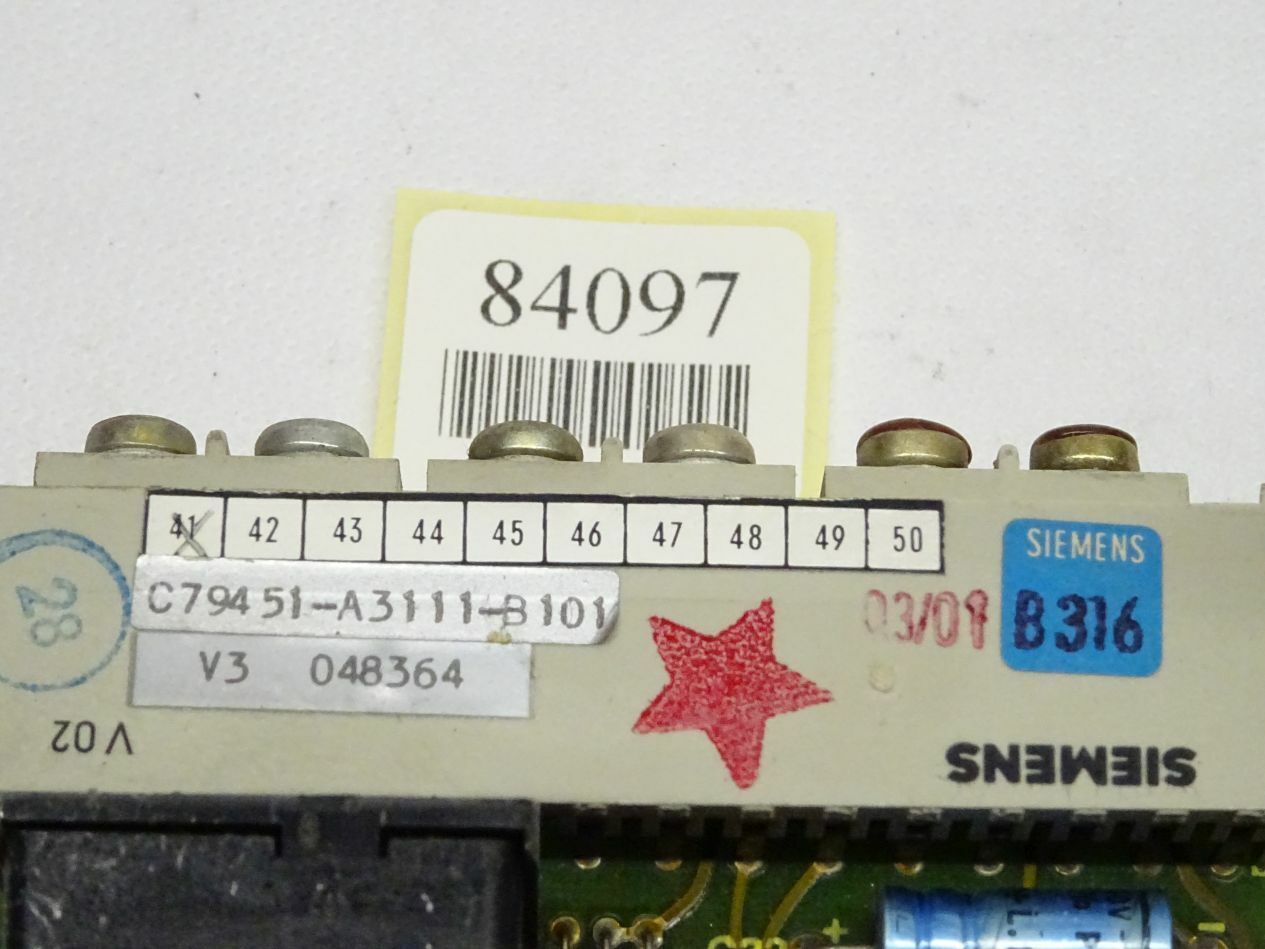 84097
41 42 43 44 45 46 47 48 49 50
C79451-A3111-B101
V3 048364
28
V 02
03/01
SIEMENS
B316
SIEMENS
+
-